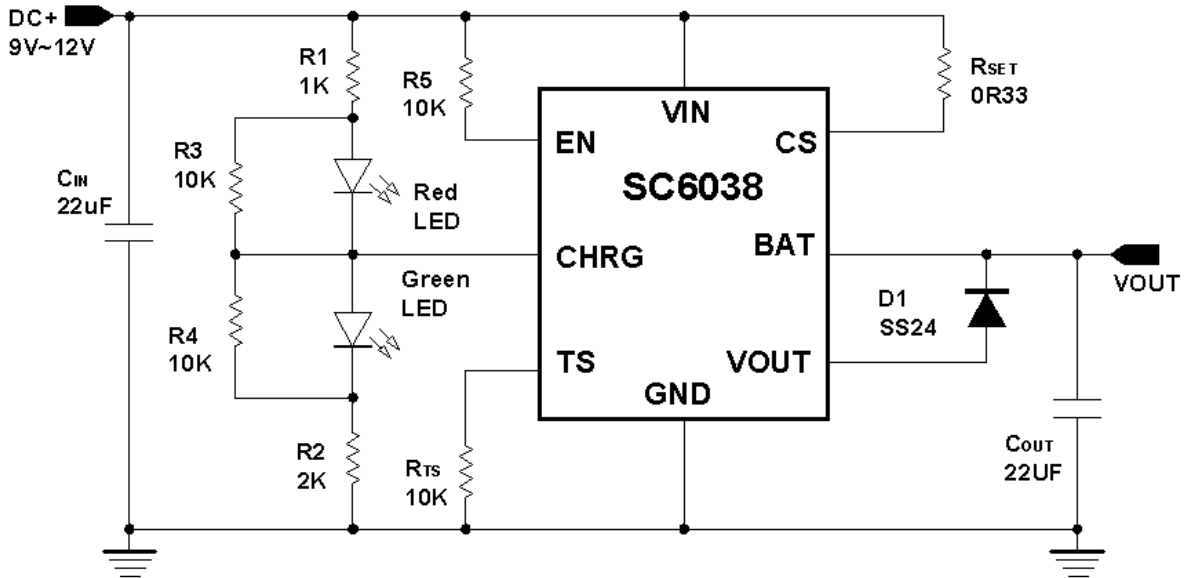 DC+
9V~12V
R1
1K
R5
10K
RSET
0R33
VIN
EN
CS
R3
10K
SC6038
CIN
22uF
Red
LED
CHRG
BAT
Green
LED
VOUT
D1
SS24
R4
10K
TS
VOUT
GND
R2
2K
RTS
10K
COUT
22UF